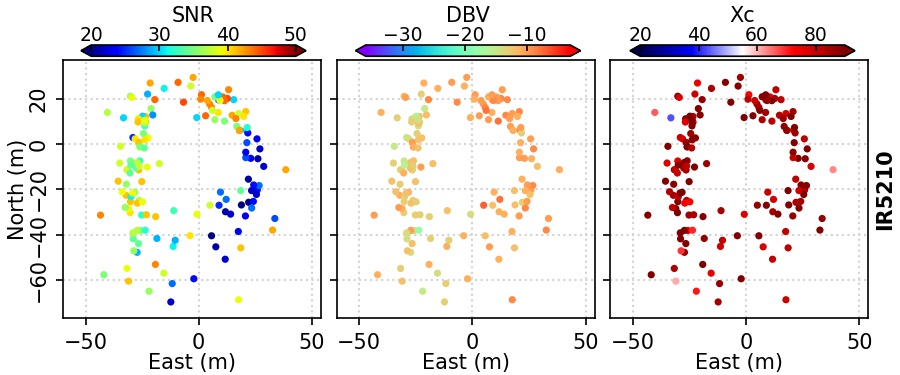 SNR DBV Xc
20 30 40 50 −30 −20 −10 20 40 60 80
20
0
−20
−40
−60
North (m)
IR5210
−50 0 50 −50 0 50 −50 0 50
East (m) East (m) East (m)